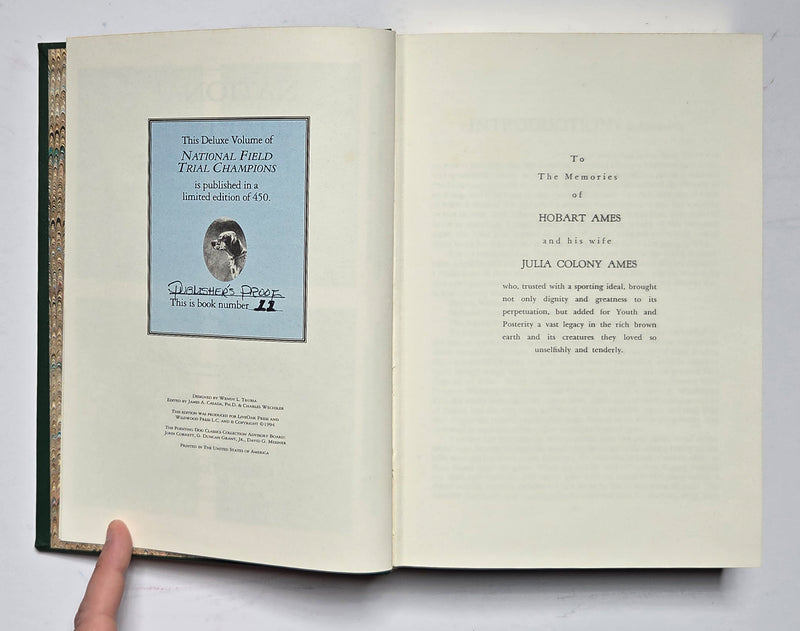 This Deluxe Volume of
NATIONAL FIELD
TRIAL CHAMPIONS
is published in a
limited edition of 450.
PUBLISHER'S PROOF
This is book number 11
DESIGNED BY WENDY L.
EDITED BY JAMES A. CASADA, PH.D. & CHARLES WECHSLER
THIS EDITION WAS PRODUCED FOR LIVEOAK PRESS AND
WILDWOOD PRESS L.C. AND IS COPYRIGHT ©1994.
THE POINTING DOG CLASSICS COLLECTION ADVISORY BOARD:
JOHN CORBETT, G. DUNCAN GRANT, JR., DAVID G. MEISNER
PRINTED IN THE UNITED STATES OF AMERICA
To
The Memories
of
HOBART AMES
and his wife
JULIA COLONY AMES
who, trusted with a sporting ideal, brought
not only dignity and greatness to its
perpetuation, but added for Youth and
Posterity a vast legacy in the rich brown
earth and its creatures they loved so
unselfishly and tenderly.